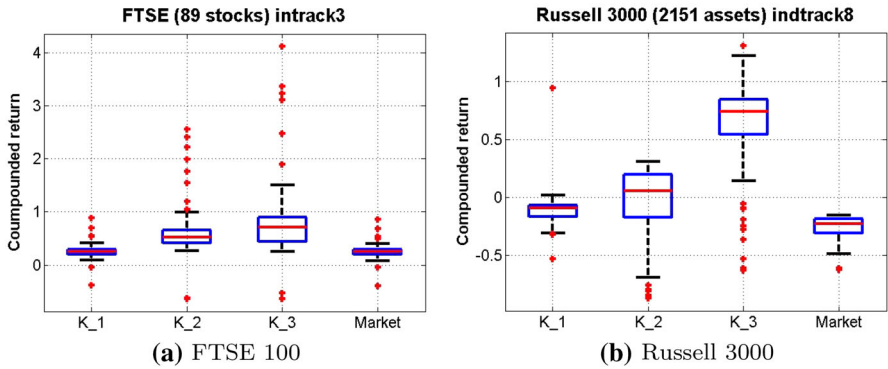 FTSE (89 stocks) intrack3
Coumpounded return
4
3
2
1
0
K_1 K_2 K_3 Market
(a) FTSE 100
Russell 3000 (2151 assets) indtrack8
Compounded return
1
0.5
0
-0.5
K_1 K_2 K_3 Market
(b) Russell 3000